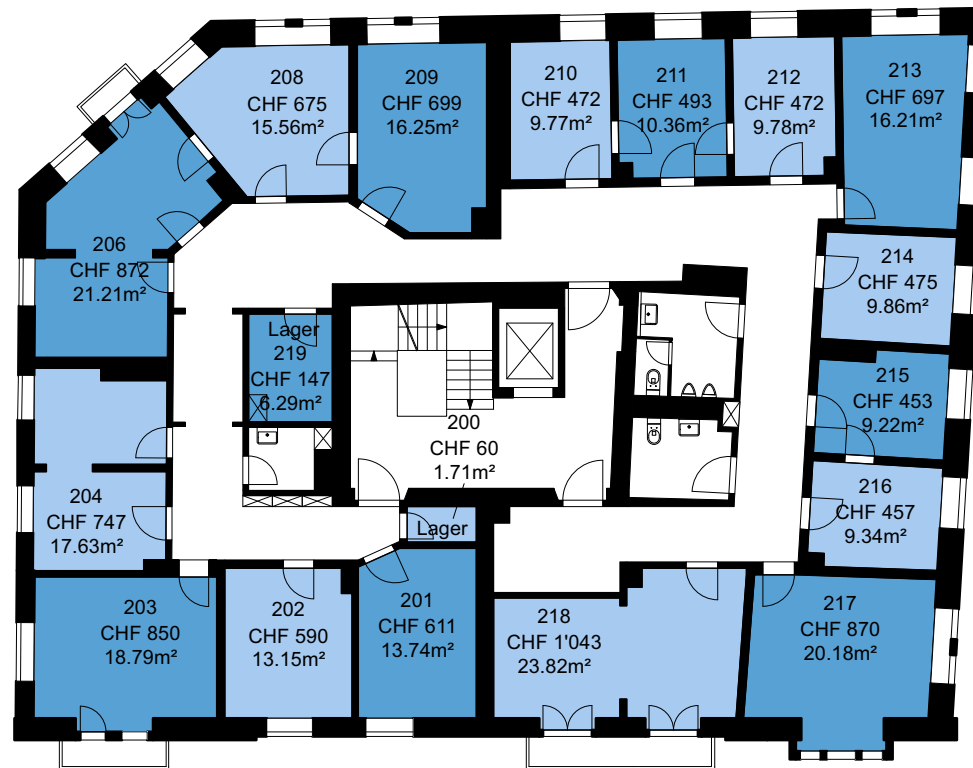 208
CHF 675
15.56m²
209
CHF 699
16.25m²
210
CHF 472
9.77m²
211
CHF 493
10.36m²
212
CHF 472
9.78m²
213
CHF 697
16.21m²
206
CHF 872
21.21m²
214
CHF 475
9.86m²
Lager
219
CHF 147
6.29m²
215
CHF 453
9.22m²
200
CHF 60
1.71m²
Lager
216
CHF 457
9.34m²
204
CHF 747
17.63m²
203
CHF 850
18.79m²
202
CHF 590
13.15m²
201
CHF 611
13.74m²
218
CHF 1'043
23.82m²
217
CHF 870
20.18m²